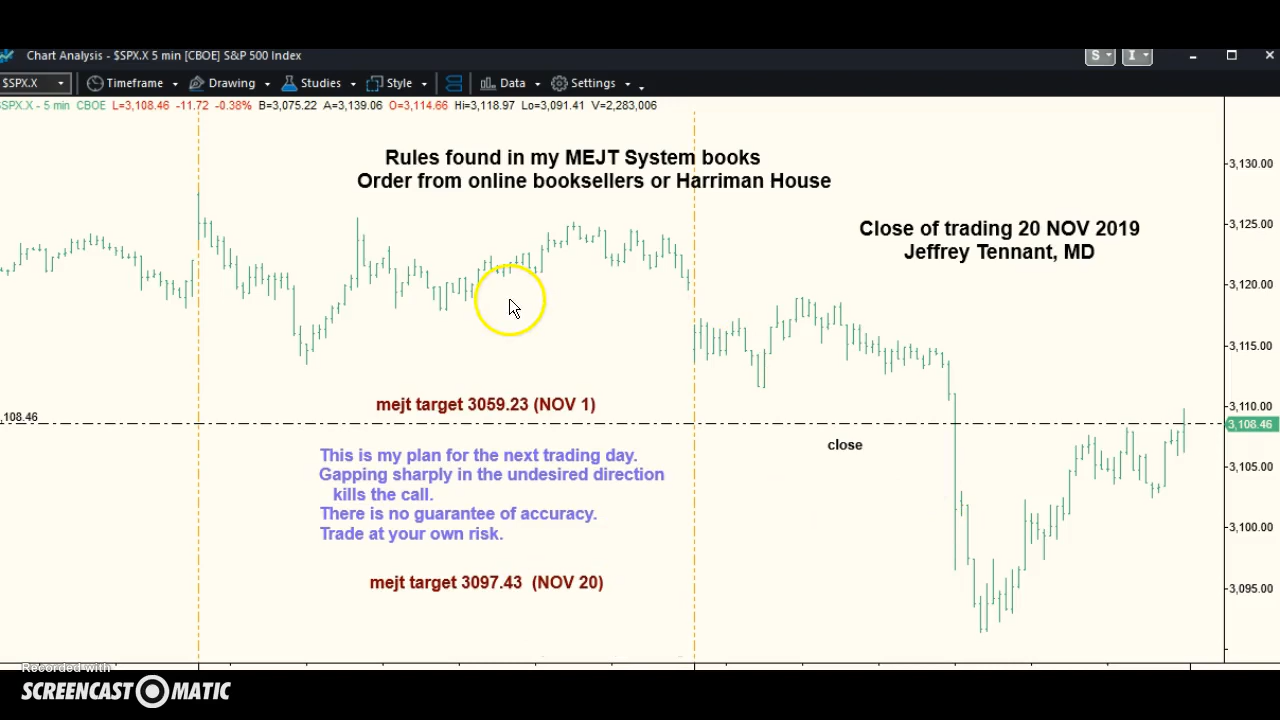 Chart Analysis - $SPX.X 5 min [CBOE] S&P 500 Index
S I
$SPX.X Timeframe Drawing Studies Style Data Settings
$SPX.X - 5 min CBOE L=3,108.46 -11.72 -0.38% B=3,075.22 A=3,139.06 O=3,114.66 Hi=3,118.97 Lo=3,091.41 V=2,283,006
Rules found in my MEJT System books
Order from online booksellers or Harriman House
Close of trading 20 NOV 2019
Jeffrey Tennant, MD
3,130.00
3,125.00
3,120.00
3,115.00
3,110.00
3,108.46
3,105.00
3,100.00
3,095.00
mejt target 3059.23 (NOV 1)
,108.46
close
This is my plan for the next trading day.
Gapping sharply in the undesired direction
kills the call.
There is no guarantee of accuracy.
Trade at your own risk.
mejt target 3097.43 (NOV 20)
Recorded with
SCREENCAST MATIC